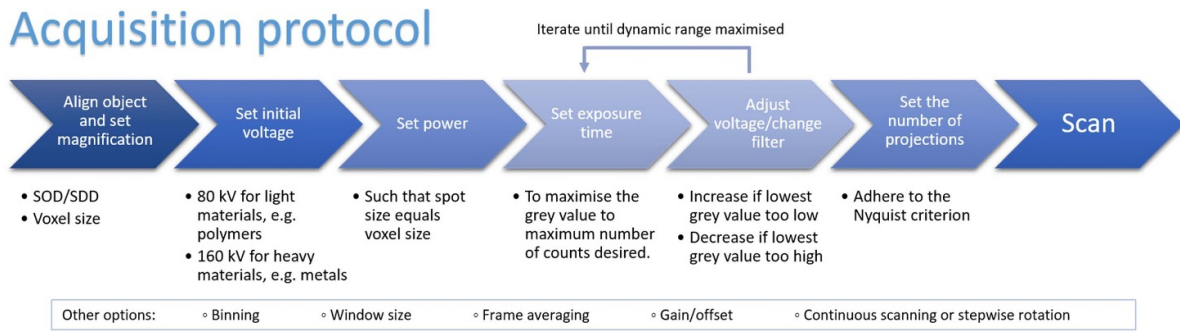 Acquisition protocol
Iterate until dynamic range maximised
Align object
and set
magnification
Set initial
voltage
Set power
Set exposure
time
Adjust
voltage/change
filter
Set the
number of
projections
Scan
• SOD/SDD
• Voxel size
• 80 kV for light
materials, e.g.
polymers
• 160 kV for heavy
materials, e.g. metals
• Such that spot
size equals
voxel size
• To maximise the
grey value to
maximum number
of counts desired.
• Increase if lowest
grey value too low
• Decrease if lowest
grey value too high
• Adhere to the
Nyquist criterion
Other options: ◦ Binning ◦ Window size ◦ Frame averaging ◦ Gain/offset ◦ Continuous scanning or stepwise rotation